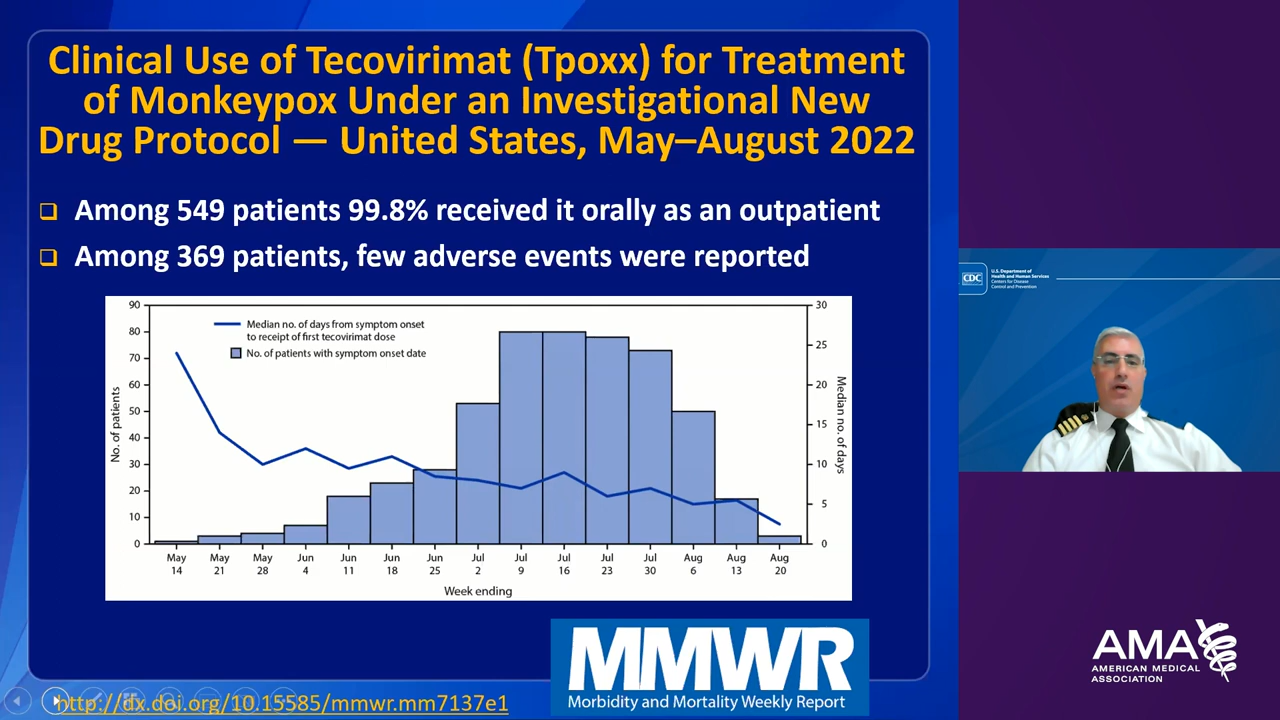 Clinical Use of Tecovirimat (Tpoxx) for Treatment
of Monkeypox Under an Investigational New
Drug Protocol — United States, May–August 2022
❑ Among 549 patients 99.8% received it orally as an outpatient
❑ Among 369 patients, few adverse events were reported
90
80
70
60
50
40
30
20
10
0
No. of patients
Median no. of days from symptom onset
to receipt of first tecovirimat dose
No. of patients with symptom onset date
30
25
20
15
10
5
0
Median no. of days
May 14
May 21
May 28
Jun 4
Jun 11
Jun 18
Jun 25
Jul 2
Jul 9
Jul 16
Jul 23
Jul 30
Aug 6
Aug 13
Aug 20
Week ending
MMWR
Morbidity and Mortality Weekly Report
http://dx.doi.org/10.15585/mmwr.mm7137e1
CDC
U.S. Department of
Health and Human Services
Centers for Disease
Control and Prevention
AMA
AMERICAN MEDICAL
ASSOCIATION